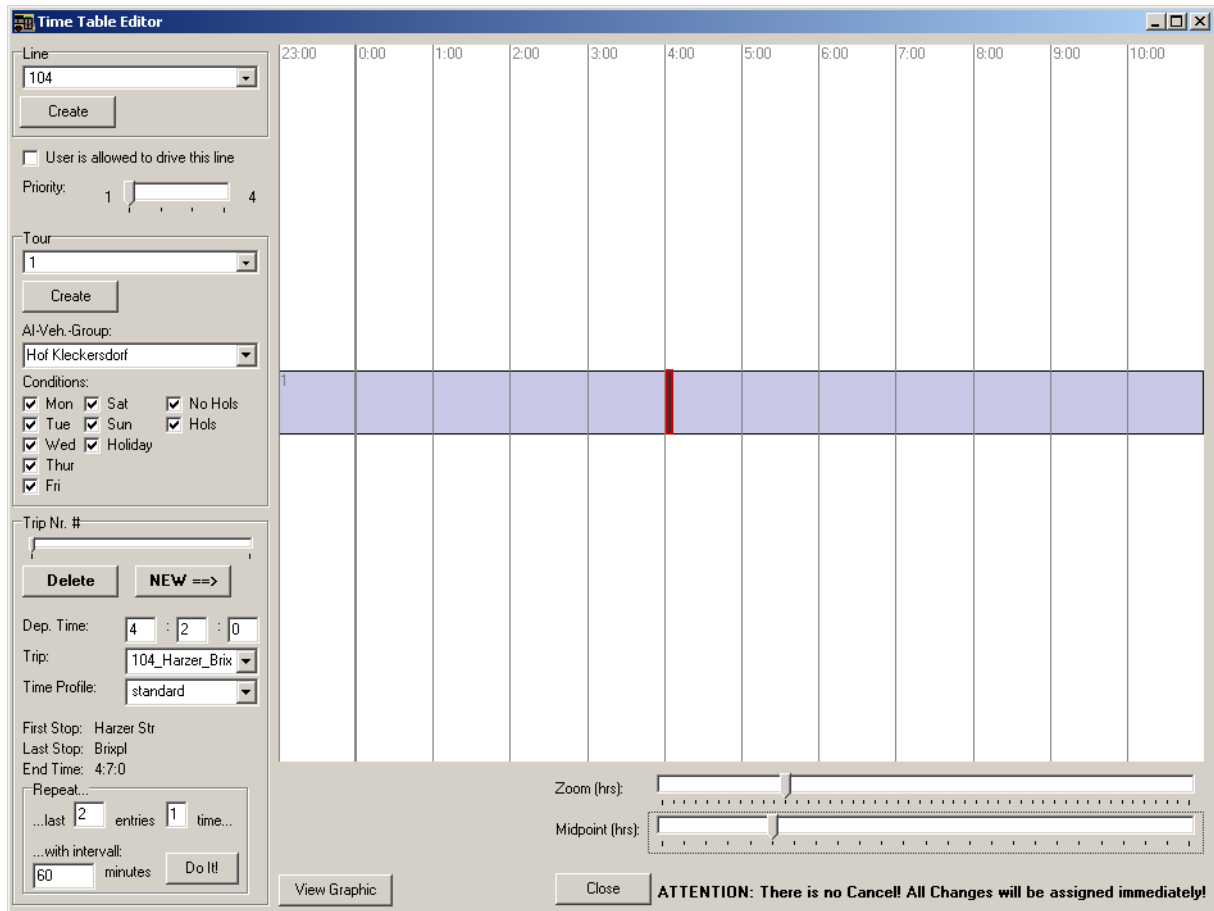 Time Table Editor
Line
104
Create
User is allowed to drive this line
Priority: 1 4
Tour
1
Create
AI-Veh.-Group:
Hof Kleckersdorf
Conditions:
Mon Sat No Hols
Tue Sun Hols
Wed Holiday
Thur
Fri
Trip Nr. #
Delete NEW ==>
Dep. Time: 4 : 2 : 0
Trip: 104_Harzer_Brix
Time Profile: standard
First Stop: Harzer Str
Last Stop: Brixpl
End Time: 4:7:0
Repeat...
...last 2 entries 1 time...
...with intervall:
60 minutes Do It!
23:00 0:00 1:00 2:00 3:00 4:00 5:00 6:00 7:00 8:00 9:00 10:00
1
Zoom (hrs):
Midpoint (hrs):
View Graphic Close ATTENTION: There is no Cancel! All Changes will be assigned immediately!